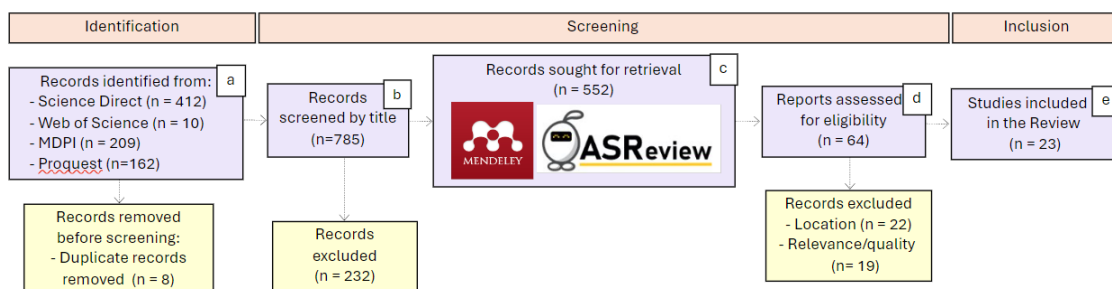 Identification
Screening
Inclusion
Records identified from:
- Science Direct (n = 412)
- Web of Science (n = 10)
- MDPI (n = 209)
- Proquest (n=162)
a
Records
screened by title
(n=785)
b
Records sought for retrieval
(n = 552)
c
MENDELEY
ASReview
Reports assessed
for eligibility
(n = 64)
d
Studies included
in the Review
(n = 23)
e
Records removed
before screening:
- Duplicate records
removed (n = 8)
Records
excluded
(n = 232)
Records excluded
- Location (n = 22)
- Relevance/quality
(n= 19)